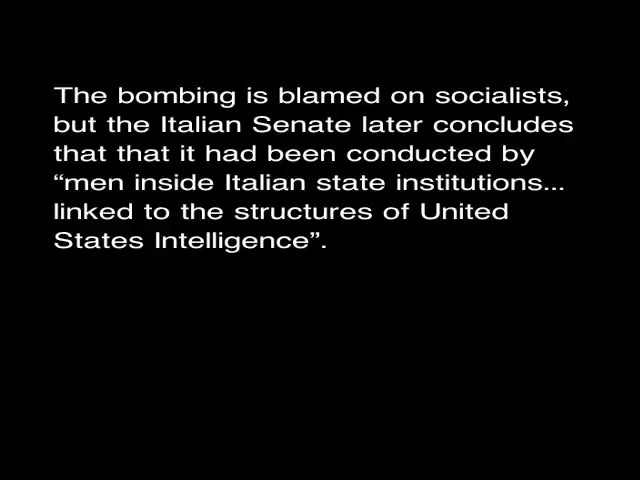 The bombing is blamed on socialists,
but the Italian Senate later concludes
that that it had been conducted by
“men inside Italian state institutions...
linked to the structures of United
States Intelligence”.